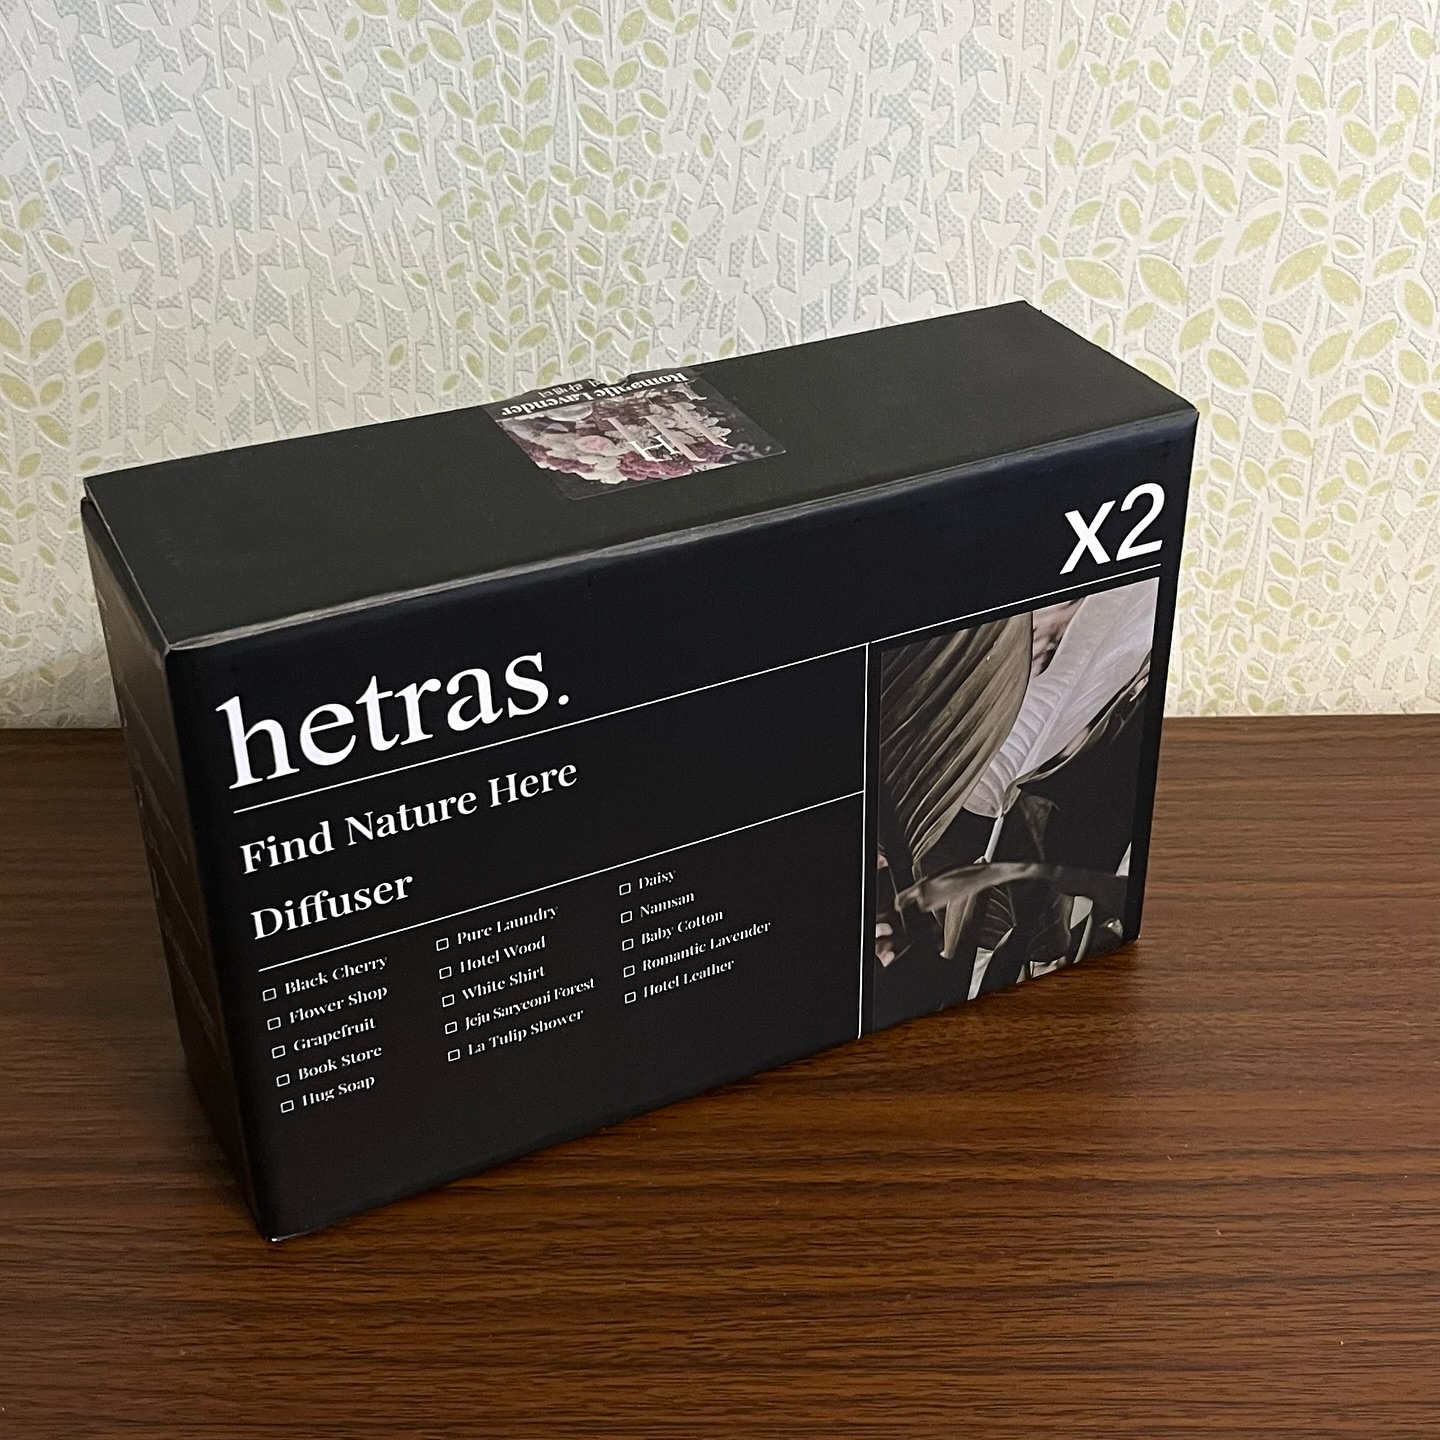 Romantic Lavender
H
x2
hetras.
Find Nature Here
Diffuser
Black Cherry
Flower Shop
Grapefruit
Book Store
Hug Soap
Pure Laundry
Hotel Wood
White Shirt
Jeju Saryeoni Forest
La Tulip Shower
Daisy
Namsan
Baby Cotton
Romantic Lavender
Hotel Leather